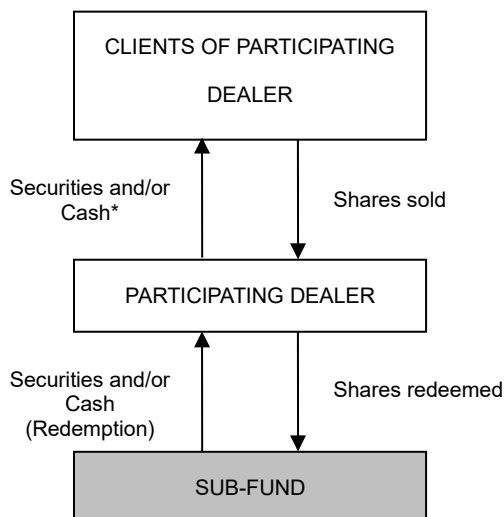 CLIENTS OF PARTICIPATING
DEALER
Securities and/or
Cash*
Shares sold
PARTICIPATING DEALER
Securities and/or
Cash
(Redemption)
Shares redeemed
SUB-FUND